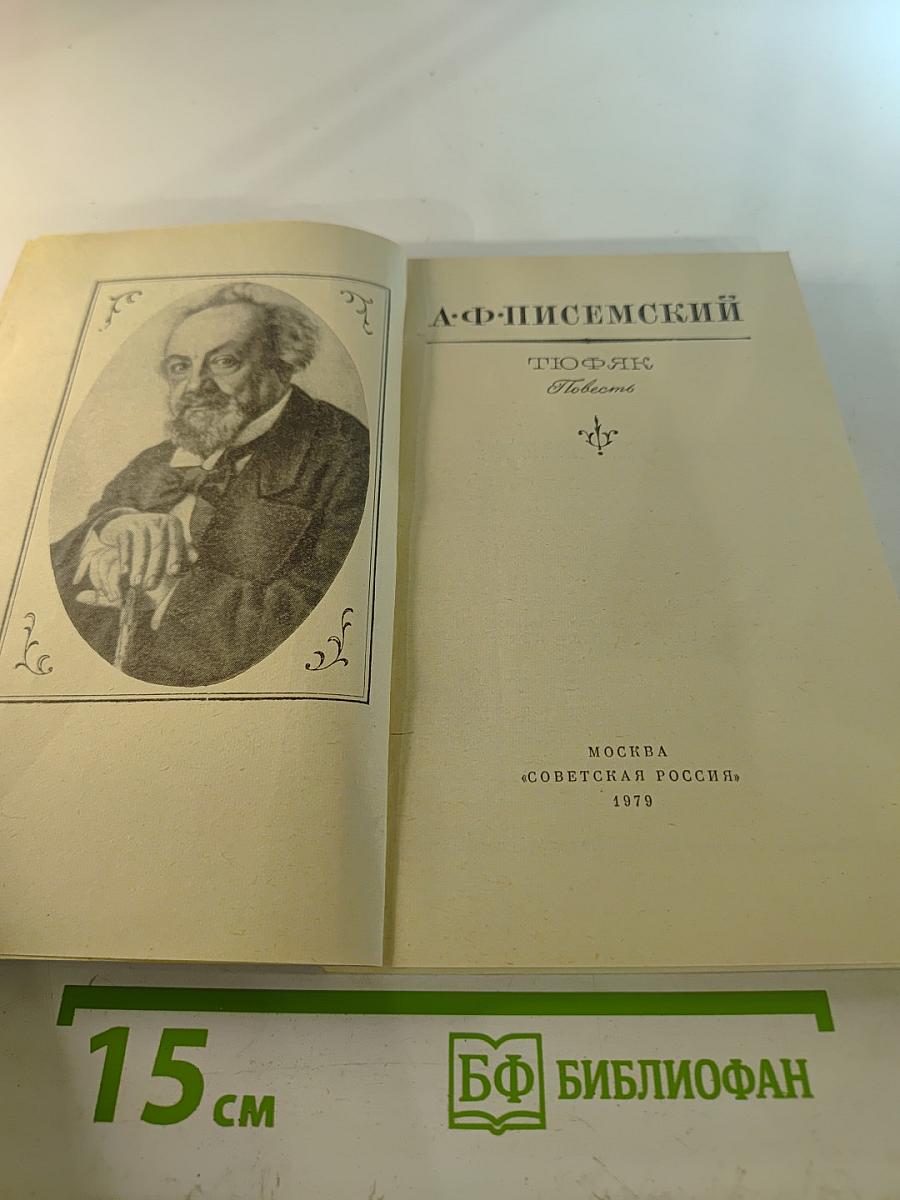 А·Ф·ПИСЕМСКИЙ
ТЮФЯК
Повесть
МОСКВА
«СОВЕТСКАЯ РОССИЯ»
1979
15 см
БФ БИБЛИОФАН